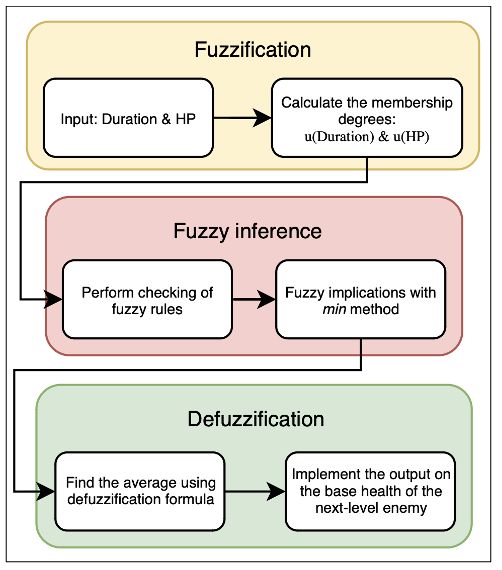 Fuzzification
Input: Duration & HP
Calculate the membership
degrees:
u(Duration) & u(HP)
Fuzzy inference
Perform checking of
fuzzy rules
Fuzzy implications with
min method
Defuzzification
Find the average using
defuzzification formula
Implement the output on
the base health of the
next-level enemy